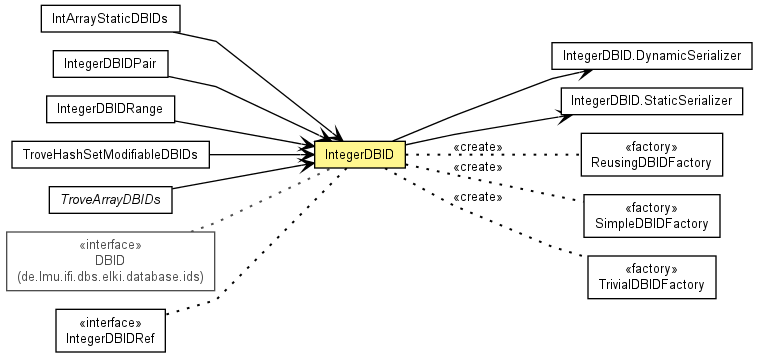 IntArrayStaticDBIDs
IntegerDBIDPair
IntegerDBIDRange
TroveHashSetModifiableDBIDs
TroveArrayDBIDs
«interface»
DBID
(de.lmu.ifi.dbs.elki.database.ids)
«interface»
IntegerDBIDRef
IntegerDBID
«create»
«create»
«create»
IntegerDBID.DynamicSerializer
IntegerDBID.StaticSerializer
«factory»
ReusingDBIDFactory
«factory»
SimpleDBIDFactory
«factory»
TrivialDBIDFactory